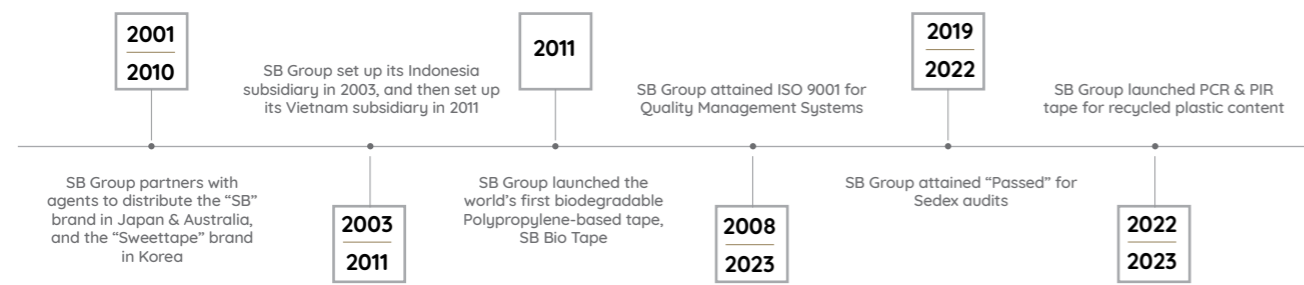 2001
2010
SB Group partners with
agents to distribute the “SB”
brand in Japan & Australia,
and the “Sweettape” brand
in Korea
SB Group set up its Indonesia
subsidiary in 2003, and then set up
its Vietnam subsidiary in 2011
2003
2011
2011
SB Group launched the
world’s first biodegradable
Polypropylene-based tape,
SB Bio Tape
SB Group attained ISO 9001 for
Quality Management Systems
2008
2023
2019
2022
SB Group attained “Passed” for
Sedex audits
SB Group launched PCR & PIR
tape for recycled plastic content
2022
2023